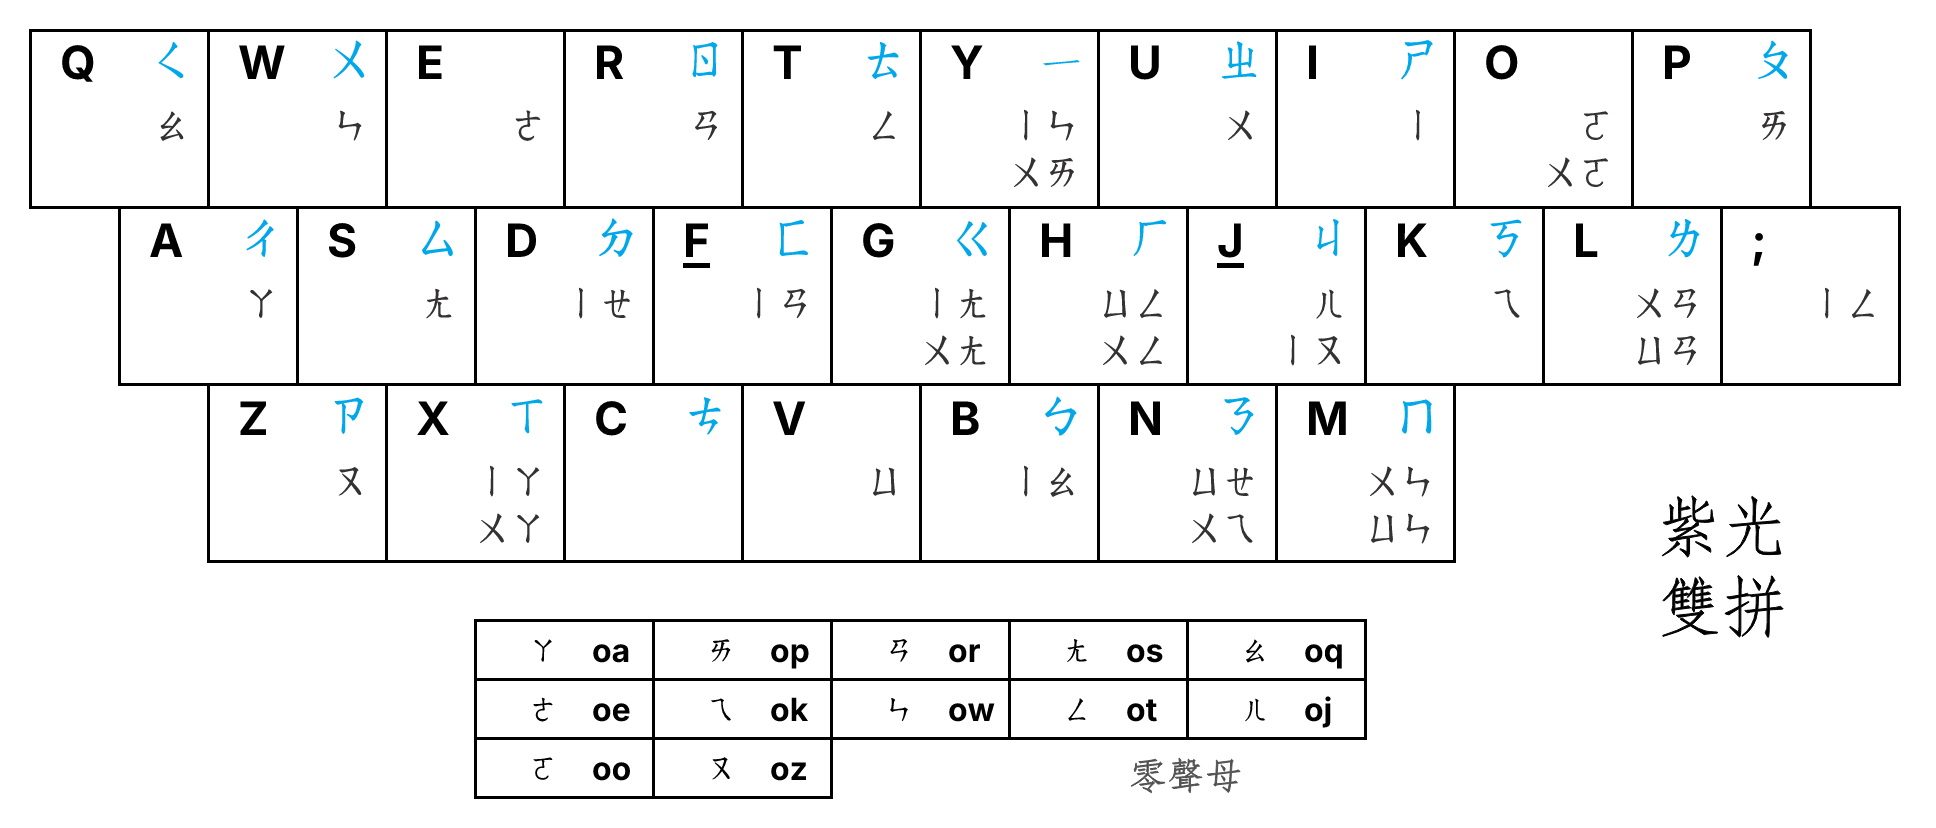 Q ㄑ W ㄨ E R ㄖ T ㄊ Y ㄧ U ㄓ I ㄕ O P ㄆ
ㄠ ㄣ ㄜ ㄢ ㄥ ㄧㄣ ㄨ ㄧ ㄛ ㄞ
ㄨㄞ ㄨㄛ
A ㄔ S ㄙ D ㄉ F ㄈ G ㄍ H ㄏ J ㄐ K ㄎ L ㄌ ;
ㄚ ㄤ ㄧㄝ ㄧㄢ ㄧㄤ ㄩㄥ ㄦ ㄟ ㄨㄢ ㄧㄥ
ㄨㄤ ㄨㄥ ㄧㄡ ㄩㄢ
Z ㄗ X ㄒ C ㄘ V B ㄅ N ㄋ M ㄇ
ㄡ ㄧㄚ ㄩ ㄧㄠ ㄩㄝ ㄨㄣ
ㄨㄚ ㄨㄟ ㄩㄣ
紫光
雙拼
ㄚ oa ㄞ op ㄢ or ㄤ os ㄠ oq
ㄜ oe ㄟ ok ㄣ ow ㄥ ot ㄦ oj
ㄛ oo ㄡ oz 零聲母